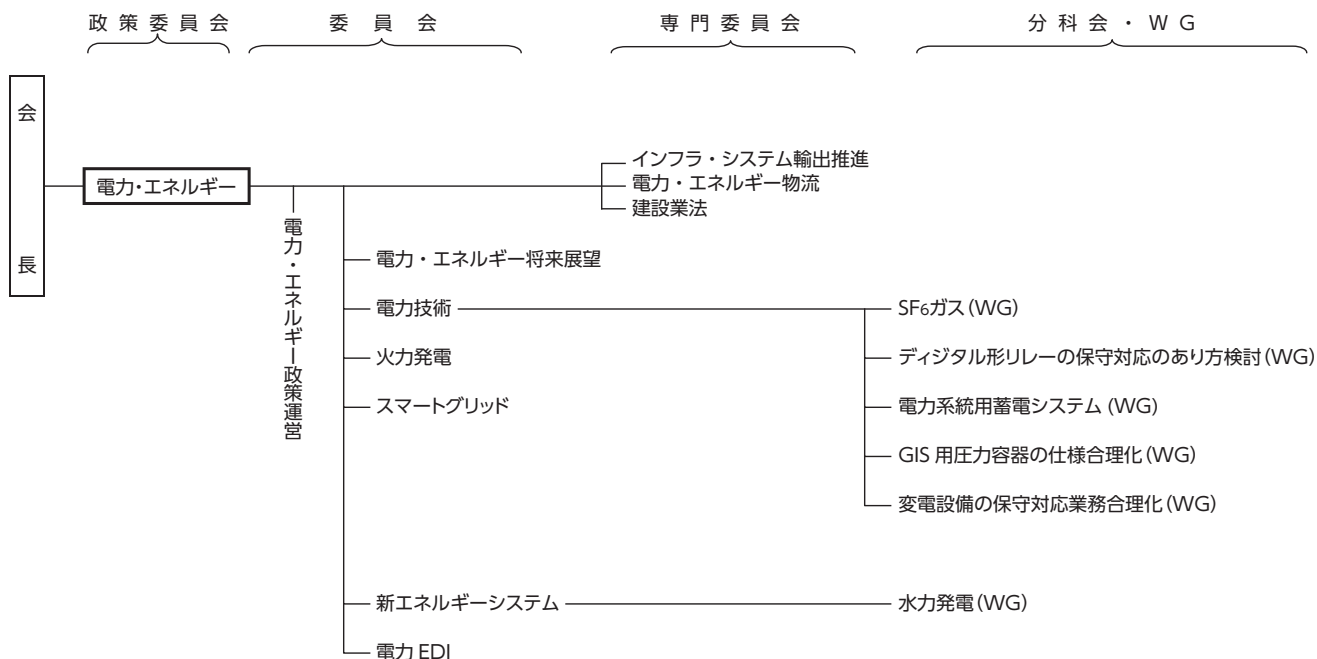 政策委員会
委員会
専門委員会
分科会・WG
会長
電力・エネルギー
電力・エネルギー政策運営
インフラ・システム輸出推進
電力・エネルギー物流
建設業法
電力・エネルギー将来展望
電力技術
SF₆ガス(WG)
火力発電
ディジタル形リレーの保守対応のあり方検討(WG)
スマートグリッド
電力系統用蓄電システム(WG)
GIS 用圧力容器の仕様合理化(WG)
変電設備の保守対応業務合理化(WG)
新エネルギーシステム
水力発電(WG)
電力 EDI